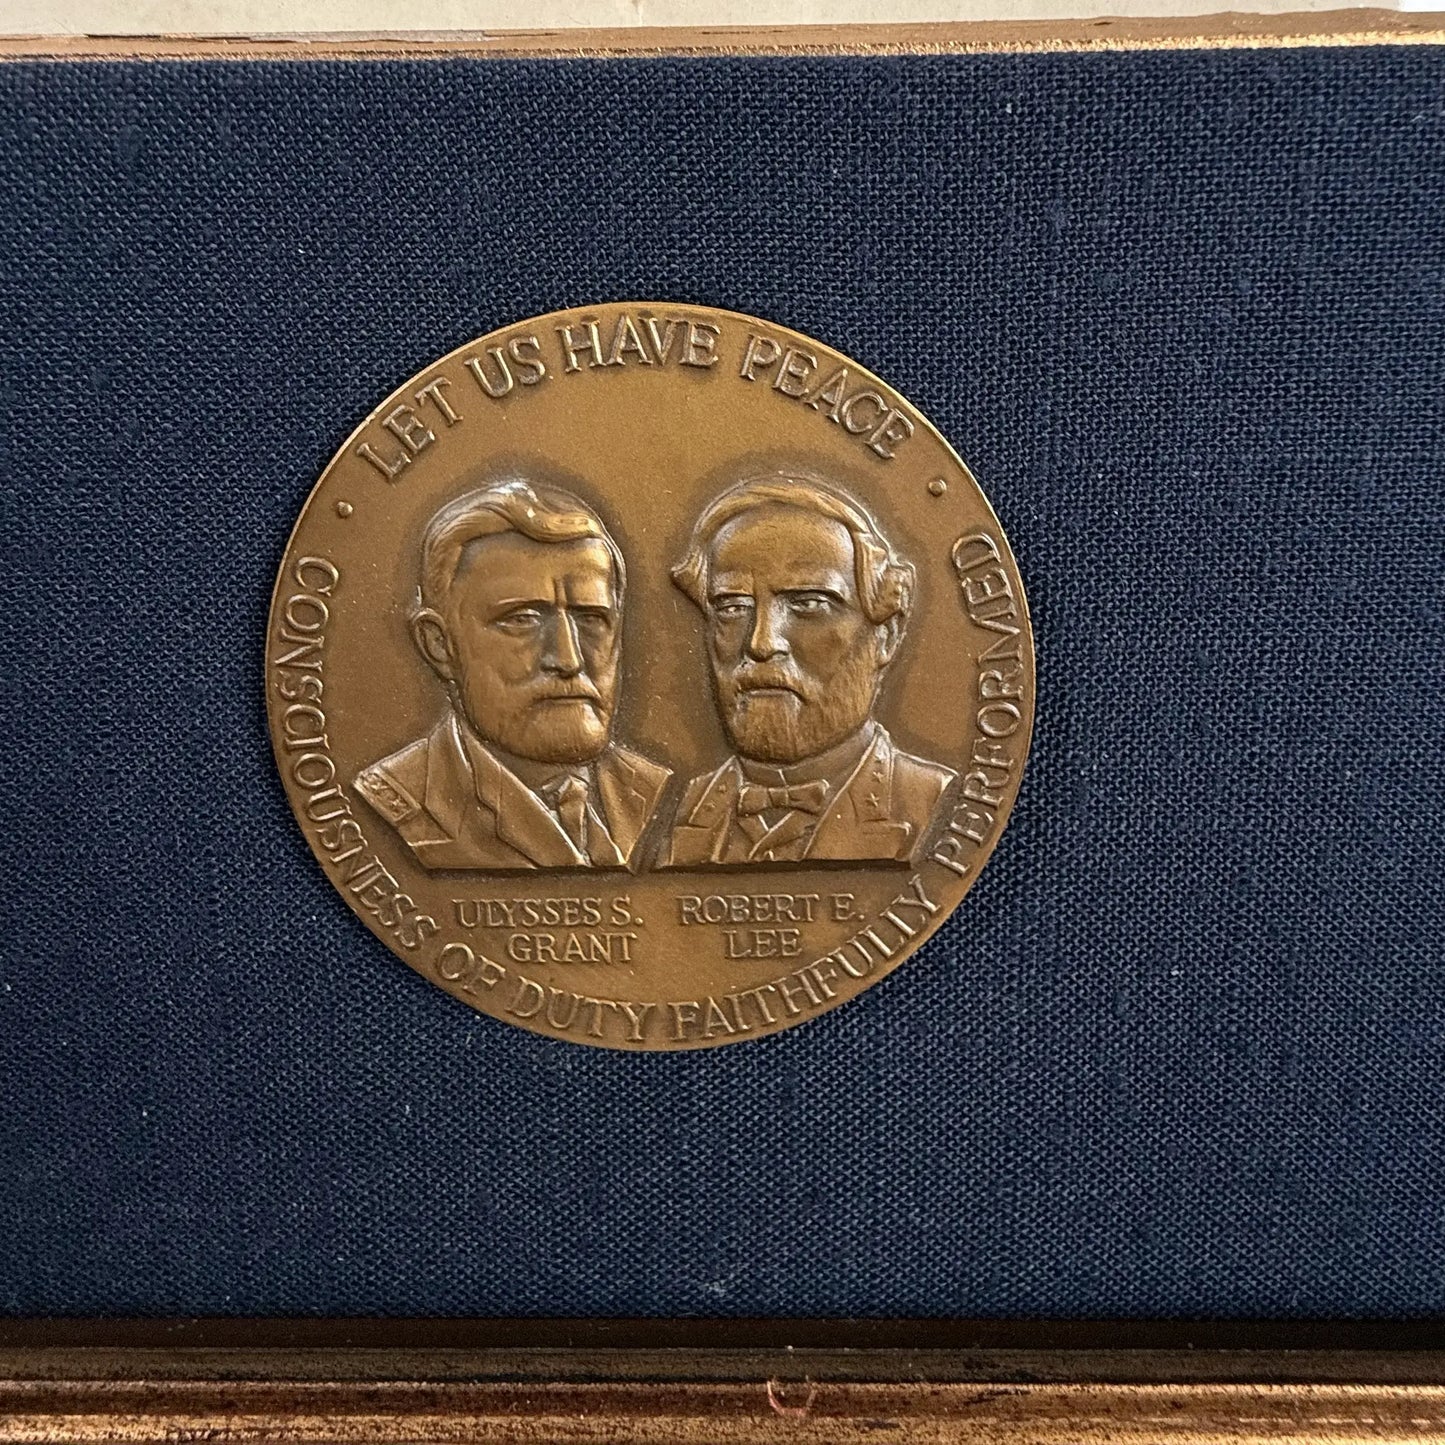 · LET US HAVE PEACE ·
CONSCIOUSNESS OF DUTY FAITHFULLY PERFORMED
ULYSSES S.
GRANT
ROBERT E.
LEE